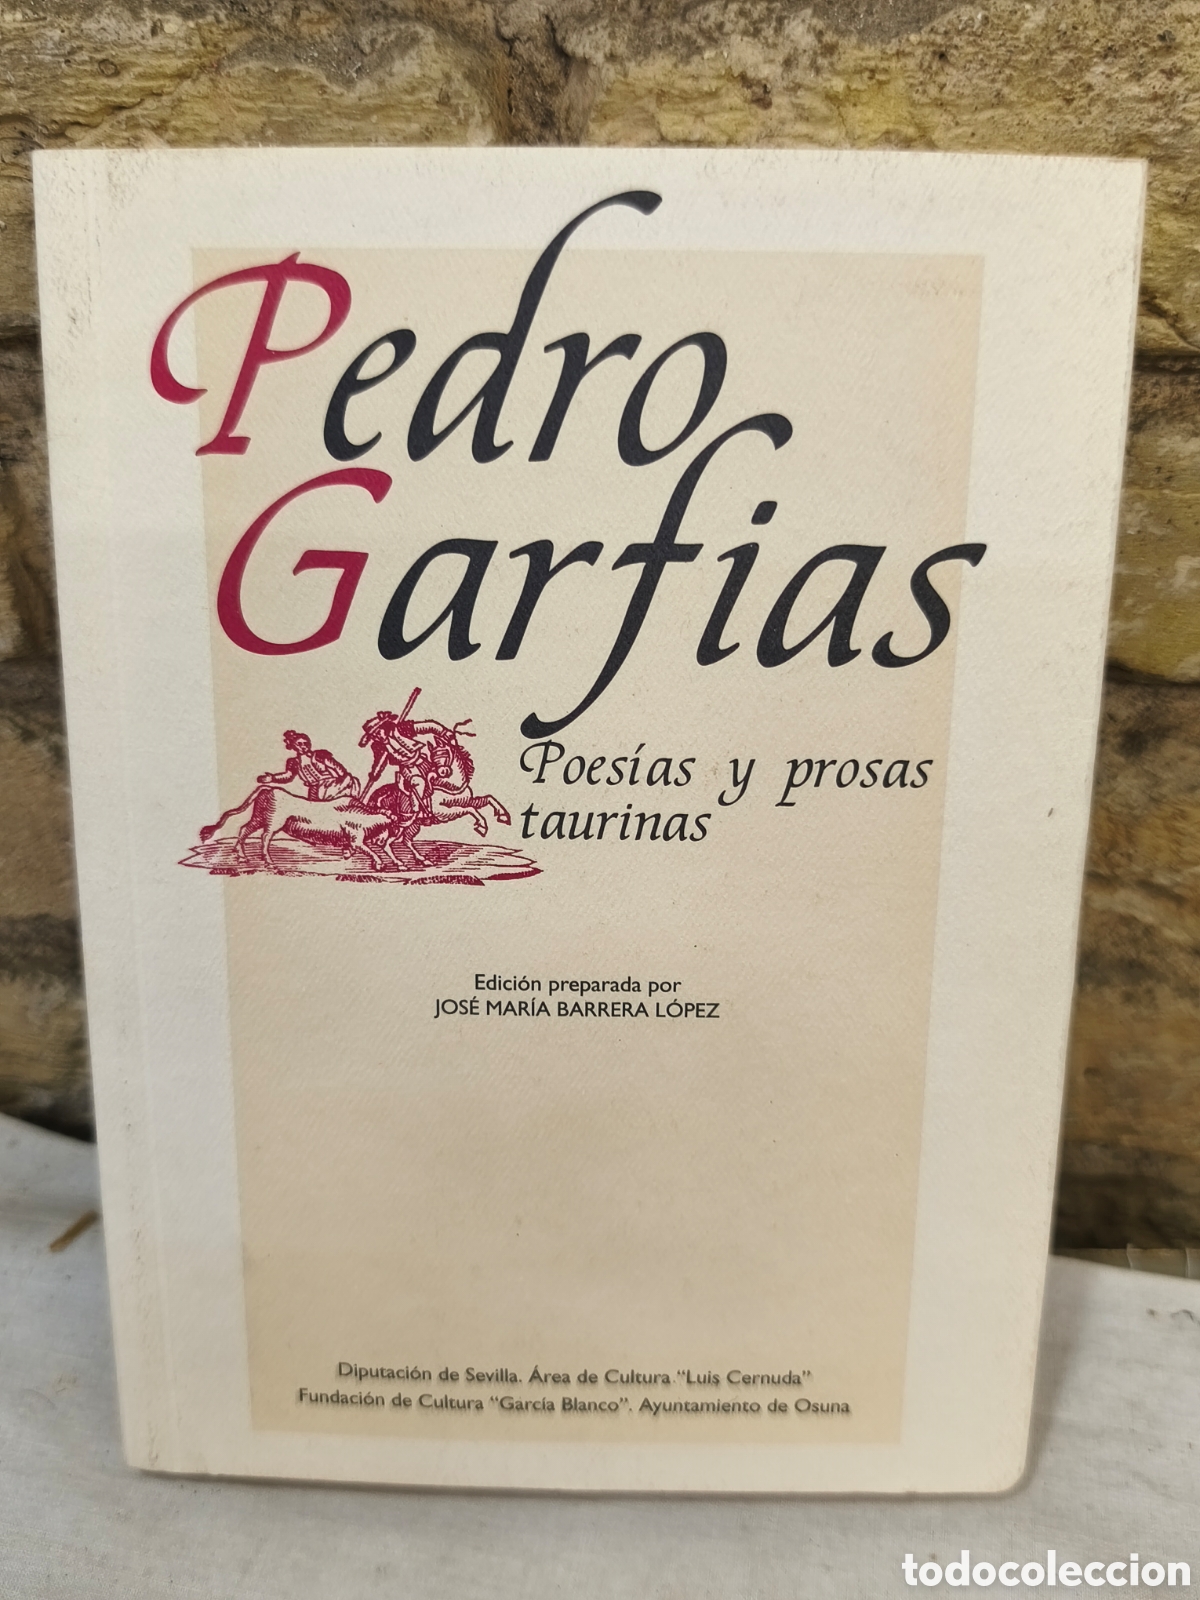 Pedro
Garfias
Poesías y prosas
taurinas
Edición preparada por
JOSÉ MARÍA BARRERA LÓPEZ
Diputación de Sevilla. Área de Cultura "Luis Cernuda"
Fundación de Cultura "García Blanco". Ayuntamiento de Osuna
todocoleccion